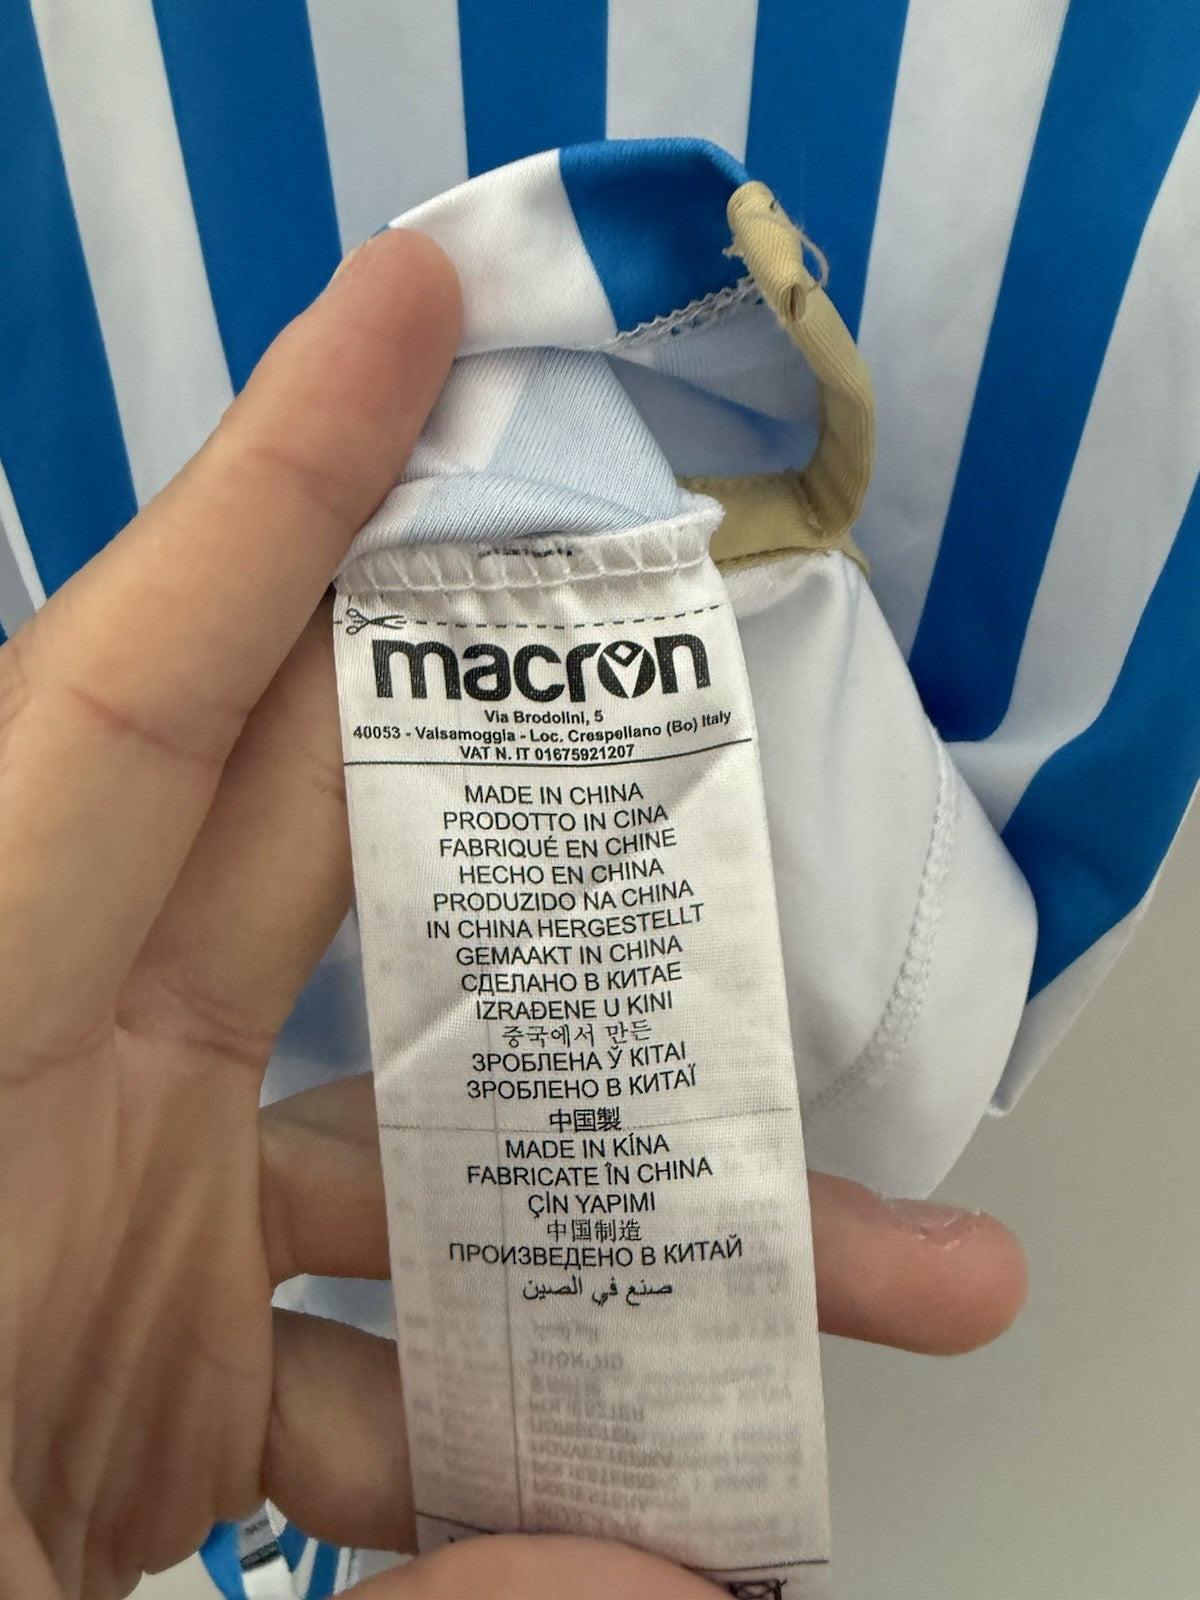 macron
Via Brodolini, 5
40053 - Valsamoggia - Loc. Crespellano (Bo) Italy
VAT N. IT 01675921207
MADE IN CHINA
PRODOTTO IN CINA
FABRIQUÉ EN CHINE
HECHO EN CHINA
PRODUZIDO NA CHINA
IN CHINA HERGESTELLT
GEMAAKT IN CHINA
СДЕЛАНО В КИТАЕ
IZRAĐENE U KINI
중국에서 만든
ЗРОБЛЕНА Ў КІТАІ
ЗРОБЛЕНО В КИТАЇ
中国製
MADE IN KÍNA
FABRICATE ÎN CHINA
ÇİN YAPIMI
中国制造
ПРОИЗВЕДЕНО В КИТАЙ
صنع في الصين